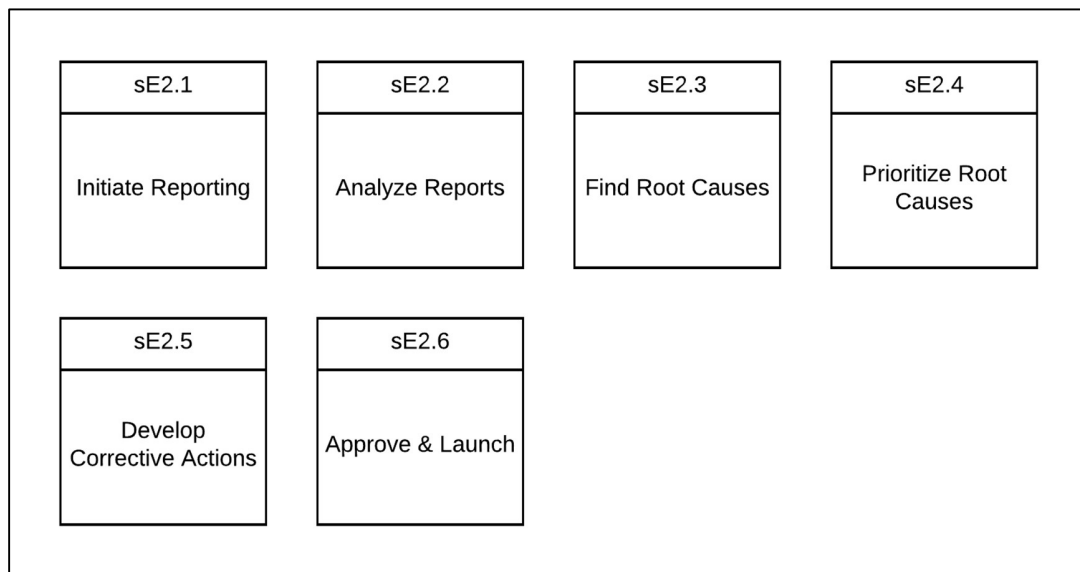 sE2.1
Initiate Reporting
sE2.2
Analyze Reports
sE2.3
Find Root Causes
sE2.4
Prioritize Root
Causes
sE2.5
Develop
Corrective Actions
sE2.6
Approve & Launch